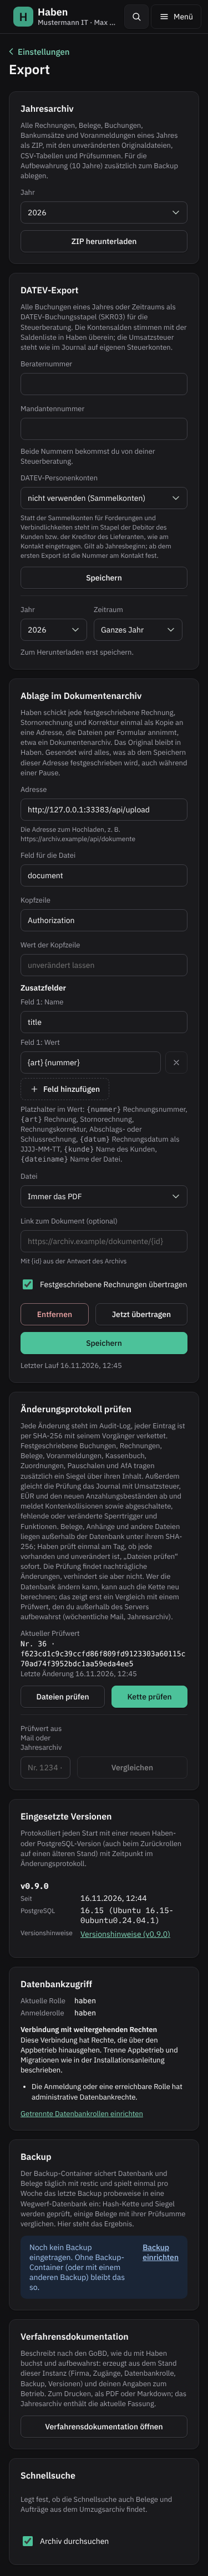 H
Haben
Mustermann IT · Max ...
Menü
Einstellungen
Export
Jahresarchiv
Alle Rechnungen, Belege, Buchungen,
Bankumsätze und Voranmeldungen eines Jahres
als ZIP, mit den unveränderten Originaldateien,
CSV-Tabellen und Prüfsummen. Für die
Aufbewahrung (10 Jahre) zusätzlich zum Backup
ablegen.
Jahr
2026
ZIP herunterladen
DATEV-Export
Alle Buchungen eines Jahres oder Zeitraums als
DATEV-Buchungsstapel (SKR03) für die
Steuerberatung. Die Kontensalden stimmen mit der
Saldenliste in Haben überein; die Umsatzsteuer
steht wie im Journal auf eigenen Steuerkonten.
Beraternummer
Mandantennummer
Beide Nummern bekommst du von deiner
Steuerberatung.
DATEV-Personenkonten
nicht verwenden (Sammelkonten)
Statt der Sammelkonten für Forderungen und
Verbindlichkeiten steht im Stapel der Debitor des
Kunden bzw. der Kreditor des Lieferanten, wie am
Kontakt eingetragen. Gilt ab Jahresbeginn: ab dem
ersten Export ist die Nummer am Kontakt fest.
Speichern
Jahr
Zeitraum
2026
Ganzes Jahr
Zum Herunterladen erst speichern.
Ablage im Dokumentenarchiv
Haben schickt jede festgeschriebene Rechnung,
Stornorechnung und Korrektur einmal als Kopie an
eine Adresse, die Dateien per Formular annimmt,
etwa ein Dokumentenarchiv. Das Original bleibt in
Haben. Gesendet wird alles, was ab dem Speichern
dieser Adresse festgeschrieben wird, auch während
einer Pause.
Adresse
http://127.0.0.1:33383/api/upload
Die Adresse zum Hochladen, z. B.
https://archiv.example/api/dokumente
Feld für die Datei
document
Kopfzeile
Authorization
Wert der Kopfzeile
unverändert lassen
Zusatzfelder
Feld 1: Name
title
Feld 1: Wert
{art} {nummer}
Feld hinzufügen
Platzhalter im Wert: {nummer} Rechnungsnummer,
{art} Rechnung, Stornorechnung,
Rechnungskorrektur, Abschlags- oder
Schlussrechnung, {datum} Rechnungsdatum als
JJJJ-MM-TT, {kunde} Name des Kunden,
{dateiname} Name der Datei.
Datei
Immer das PDF
Link zum Dokument (optional)
https://archiv.example/dokumente/{id}
Mit {id} aus der Antwort des Archivs
Festgeschriebene Rechnungen übertragen
Entfernen
Jetzt übertragen
Speichern
Letzter Lauf 16.11.2026, 12:45
Änderungsprotokoll prüfen
Jede Änderung steht im Audit-Log, jeder Eintrag ist
per SHA-256 mit seinem Vorgänger verkettet.
Festgeschriebene Buchungen, Rechnungen,
Belege, Voranmeldungen, Kassenbuch,
Zuordnungen, Pauschalen und AfA tragen
zusätzlich ein Siegel über ihren Inhalt. Außerdem
gleicht die Prüfung das Journal mit Umsatzsteuer,
EÜR und den neuen Anzahlungsbeständen ab und
meldet Kontenkollisionen sowie abgeschaltete,
fehlende oder veränderte Sperrtrigger und
Funktionen. Belege, Anhänge und andere Dateien
liegen außerhalb der Datenbank unter ihrem SHA-
256; Haben prüft einmal am Tag, ob jede
vorhanden und unverändert ist, „Dateien prüfen“
sofort. Die Prüfung findet nachträgliche
Änderungen, verhindert sie aber nicht. Wer die
Datenbank ändern kann, kann auch die Kette neu
berechnen; das zeigt erst ein Vergleich mit einem
Prüfwert, den du außerhalb des Servers
aufbewahrst (wöchentliche Mail, Jahresarchiv).
Aktueller Prüfwert
Nr. 36 ·
f623cd1c9c39ccfd86f809fd9123303a60115c
70ad74f3952bdc1aa59eda4ee5
Letzte Änderung 16.11.2026, 12:45
Dateien prüfen
Kette prüfen
Prüfwert aus
Mail oder
Jahresarchiv
Nr. 1234 ·
Vergleichen
Eingesetzte Versionen
Protokolliert jeden Start mit einer neuen Haben-
oder PostgreSQL-Version (auch beim Zurückrollen
auf einen älteren Stand) mit Zeitpunkt im
Änderungsprotokoll.
v0.9.0
Seit
16.11.2026, 12:44
PostgreSQL
16.15 (Ubuntu 16.15-
0ubuntu0.24.04.1)
Versionshinweise
Versionshinweise (v0.9.0)
Datenbankzugriff
Aktuelle Rolle
haben
Anmelderolle
haben
Verbindung mit weitergehenden Rechten
Diese Verbindung hat Rechte, die über den
Appbetrieb hinausgehen. Trenne Appbetrieb und
Migrationen wie in der Installationsanleitung
beschrieben.
• Die Anmeldung oder eine erreichbare Rolle hat
administrative Datenbankrechte.
Getrennte Datenbankrollen einrichten
Backup
Der Backup-Container sichert Datenbank und
Belege täglich mit restic und spielt einmal pro
Woche das letzte Backup probeweise in eine
Wegwerf-Datenbank ein: Hash-Kette und Siegel
werden geprüft, einige Belege mit ihrer Prüfsumme
verglichen. Hier steht das Ergebnis.
Noch kein Backup
eingetragen. Ohne Backup-
Container (oder mit einem
anderen Backup) bleibt das
so.
Backup
einrichten
Verfahrensdokumentation
Beschreibt nach den GoBD, wie du mit Haben
buchst und aufbewahrst: erzeugt aus dem Stand
dieser Instanz (Firma, Zugänge, Datenbankrolle,
Backup, Versionen) und deinen Angaben zum
Betrieb. Zum Drucken, als PDF oder Markdown; das
Jahresarchiv enthält die aktuelle Fassung.
Verfahrensdokumentation öffnen
Schnellsuche
Legt fest, ob die Schnellsuche auch Belege und
Aufträge aus dem Umzugsarchiv findet.
Archiv durchsuchen